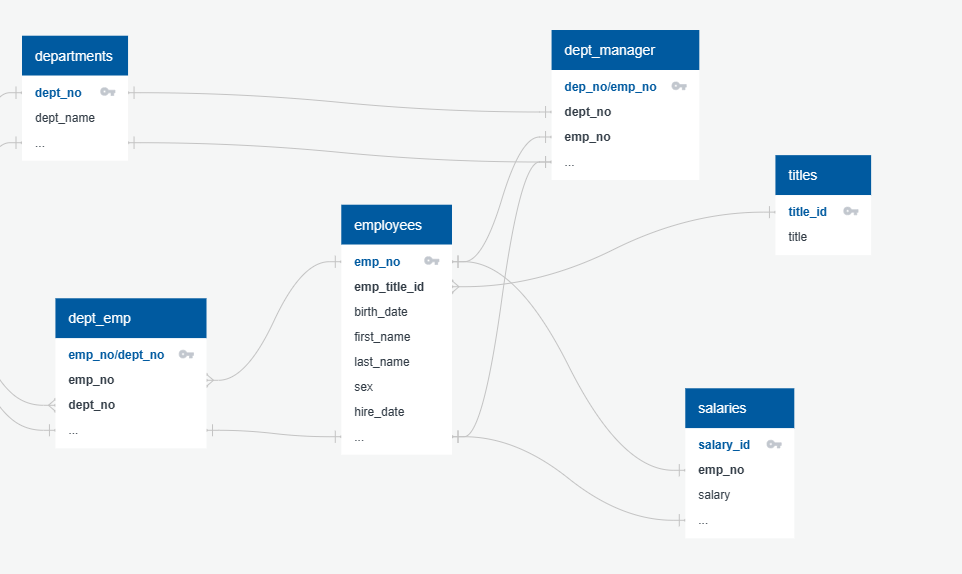 departments
dept_no
dept_name
...
dept_manager
dep_no/emp_no
dept_no
emp_no
...
titles
title_id
title
employees
emp_no
emp_title_id
birth_date
first_name
last_name
sex
hire_date
...
dept_emp
emp_no/dept_no
emp_no
dept_no
...
salaries
salary_id
emp_no
salary
...